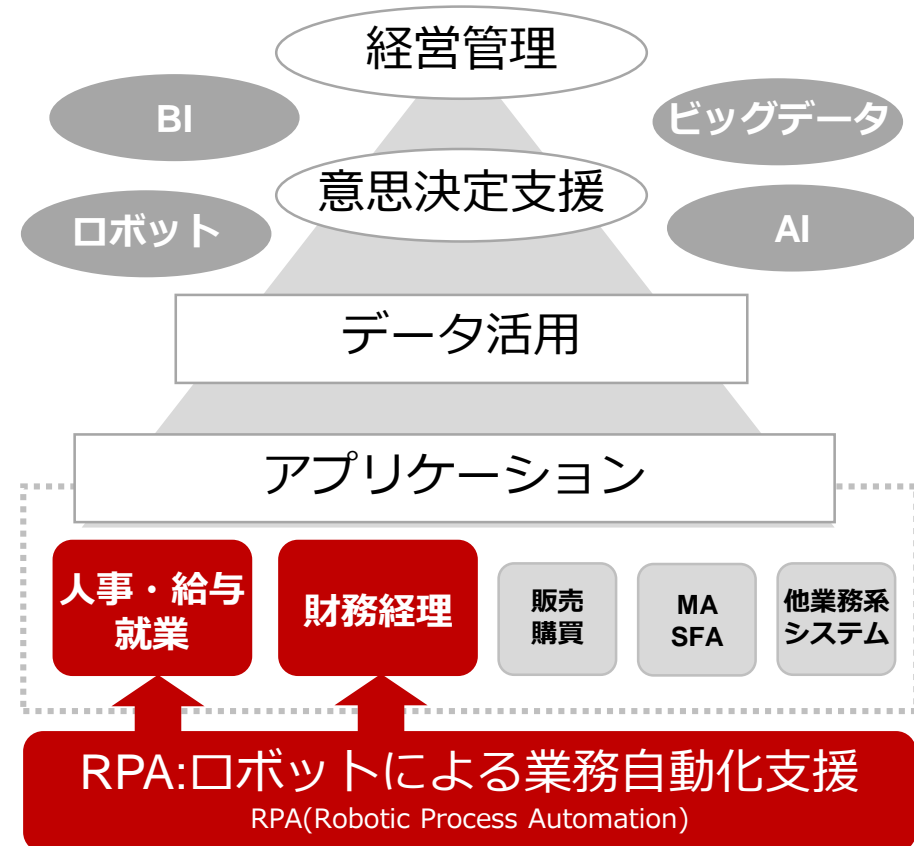 経営管理
BI
ビッグデータ
意思決定支援
ロボット
AI
データ活用
アプリケーション
人事・給与
就業
財務経理
販売
購買
MA
SFA
他業務系
システム
RPA:ロボットによる業務自動化支援
RPA(Robotic Process Automation)